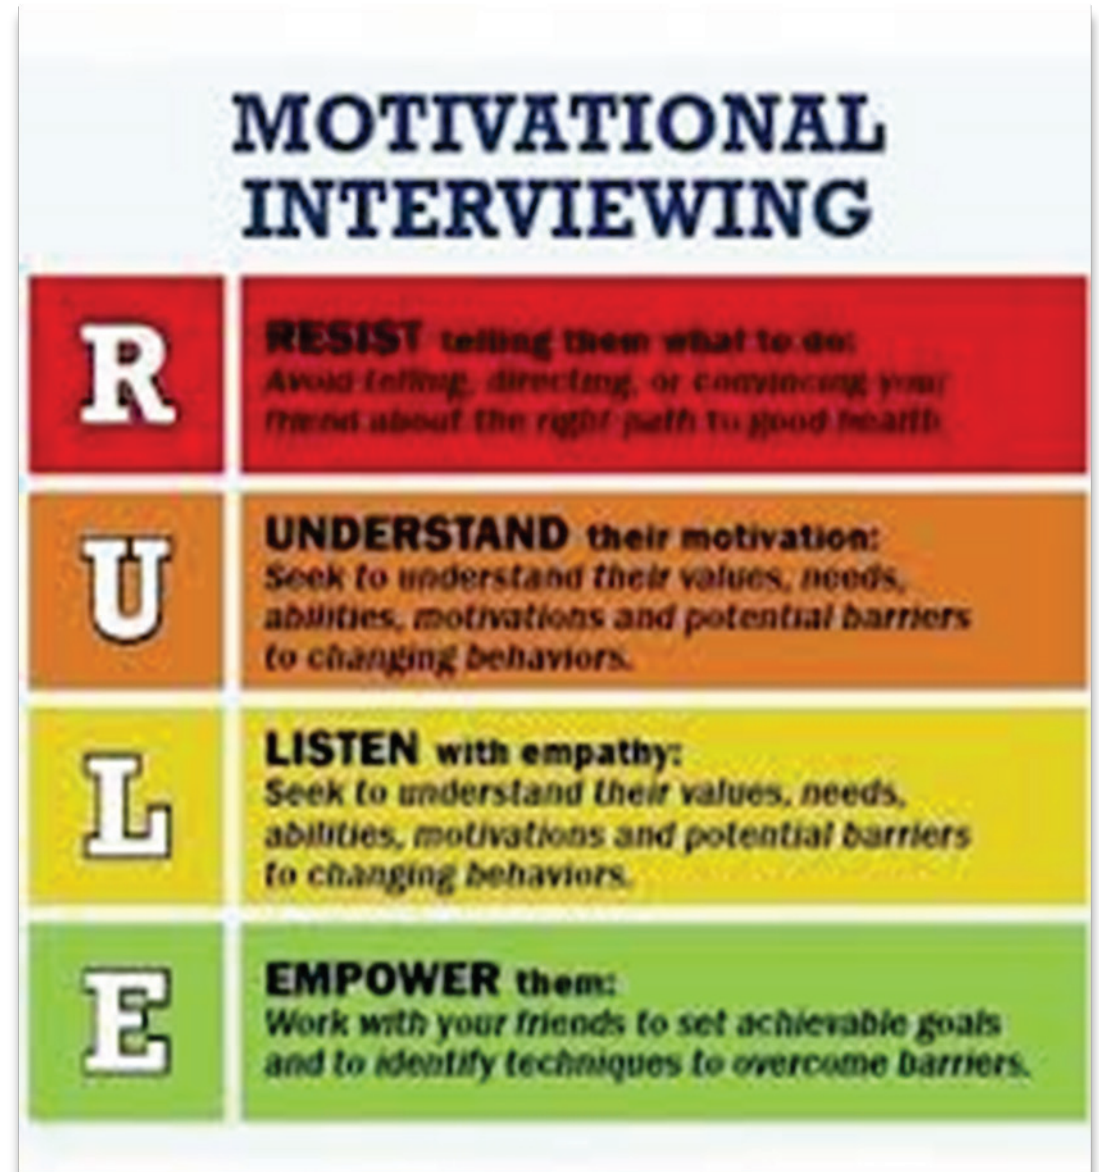 MOTIVATIONAL
INTERVIEWING
R
RESIST telling them what to do:
Avoid telling, directing, or convincing your
friend about the right path to good health
U
UNDERSTAND their motivation:
Seek to understand their values, needs,
abilities, motivations and potential barriers
to changing behaviors.
L
LISTEN with empathy:
Seek to understand their values, needs,
abilities, motivations and potential barriers
to changing behaviors.
E
EMPOWER them:
Work with your friends to set achievable goals
and to identify techniques to overcome barriers.